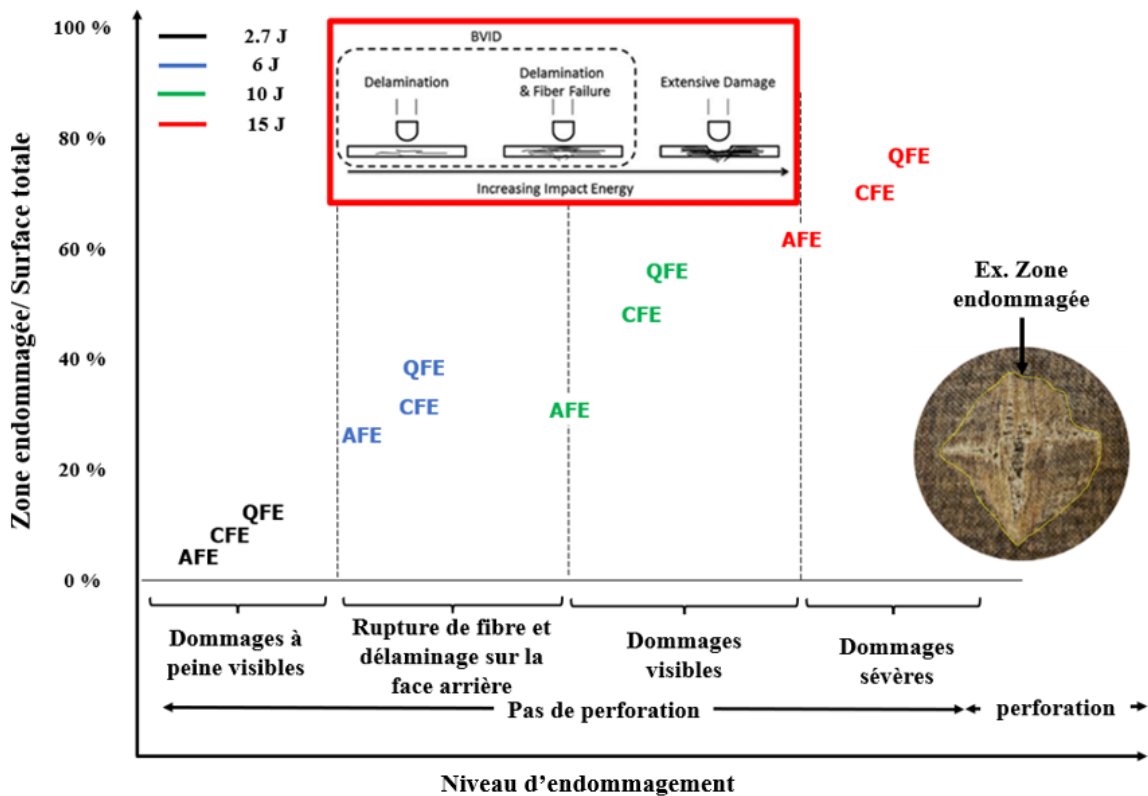 100 %
80 %
60 %
40 %
20 %
0 %
Zone endommagée/ Surface totale
2.7 J
6 J
10 J
15 J
BVID
Delamination
Delamination
& Fiber Failure
Extensive Damage
Increasing Impact Energy
QFE
CFE
AFE
QFE
CFE
AFE
QFE
CFE
AFE
QFE
CFE
AFE
Ex. Zone
endommagée
Dommages à
peine visibles
Rupture de fibre et
délaminage sur la
face arrière
Dommages
visibles
Dommages
sévères
Pas de perforation
perforation
Niveau d’endommagement